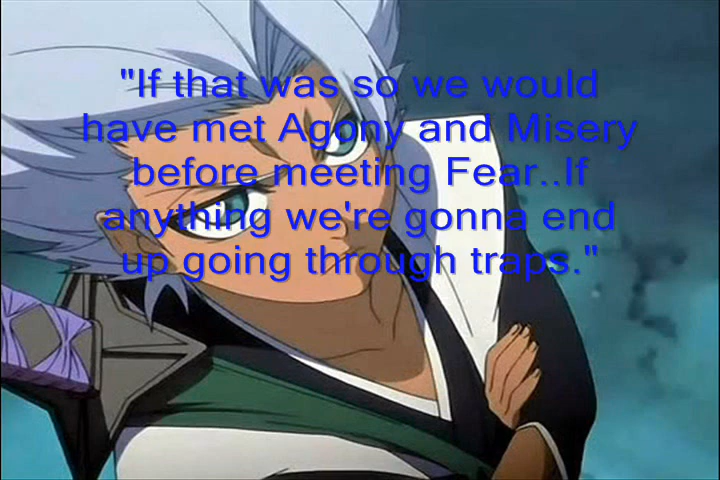 "If that was so we would
have met Agony and Misery
before meeting Fear..If
anything we're gonna end
up going through traps."